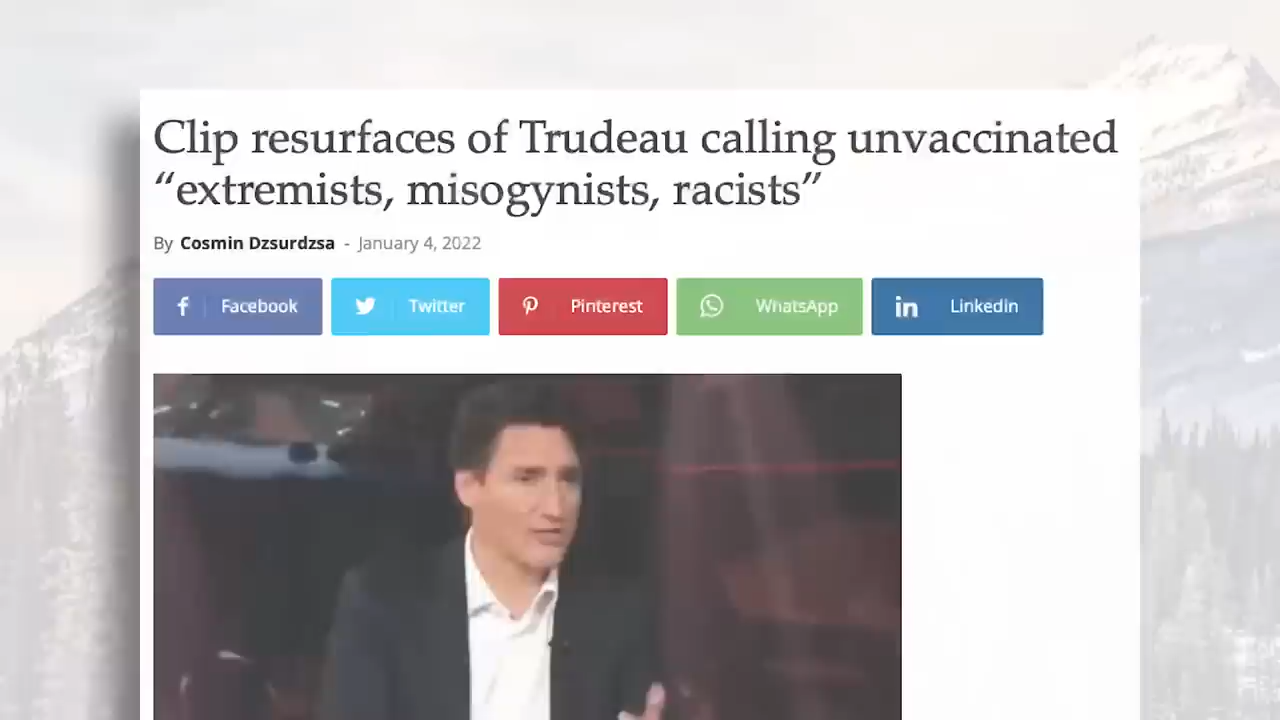 Clip resurfaces of Trudeau calling unvaccinated
“extremists, misogynists, racists”
By Cosmin Dzsurdzsa - January 4, 2022
Facebook Twitter Pinterest WhatsApp Linkedin